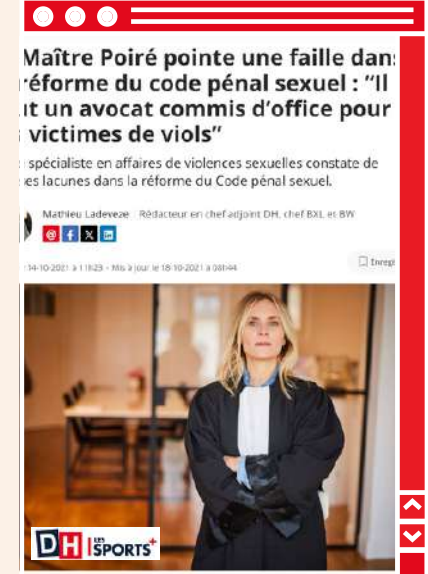 Maître Poiré pointe une faille dans
réforme du code pénal sexuel : “Il
ut un avocat commis d’office pour
victimes de viols”
spécialiste en affaires de violences sexuelles constate de
es lacunes dans la réforme du Code pénal sexuel.
Mathieu Ladeveze Rédacteur en chef adjoint DH, chef BXL et BW
14-10-2021 à 11h23 - Mis à jour le 18-10-2021 à 08h44
Enreg
DH LES SPORTS+